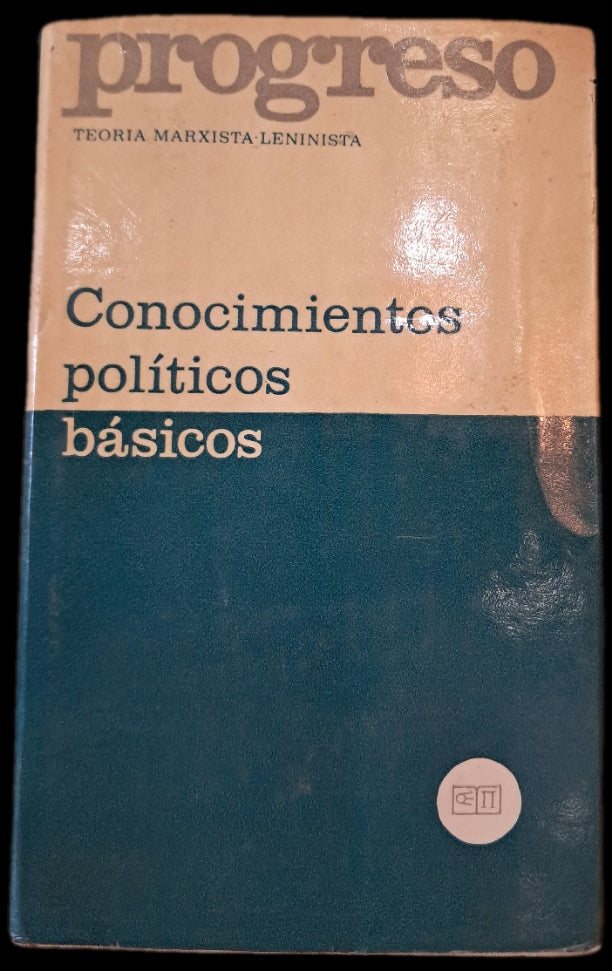 progreso
TEORIA MARXISTA-LENINISTA
Conocimientos
políticos
básicos